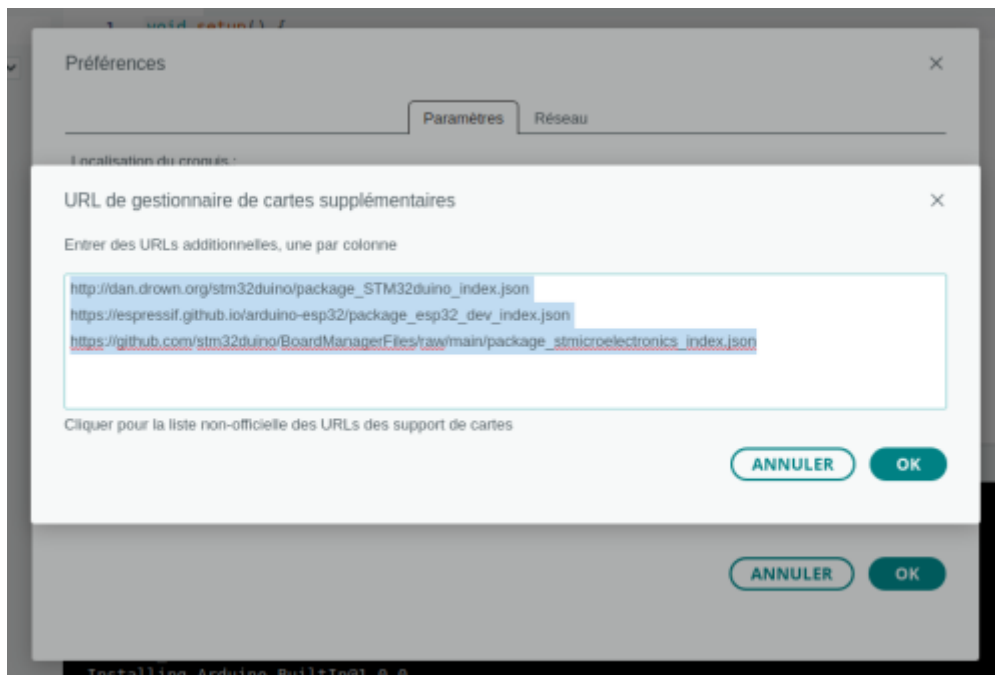 1 void setup() {
Préférences
Paramètres Réseau
Localisation du croquis :
URL de gestionnaire de cartes supplémentaires
Entrer des URLs additionnelles, une par colonne
http://dan.drown.org/stm32duino/package_STM32duino_index.json
https://espressif.github.io/arduino-esp32/package_esp32_dev_index.json
https://github.com/stm32duino/BoardManagerFiles/raw/main/package_stmicroelectronics_index.json
Cliquer pour la liste non-officielle des URLs des support de cartes
ANNULER OK
ANNULER OK
Installing Arduino_BuiltIn@1.0.0